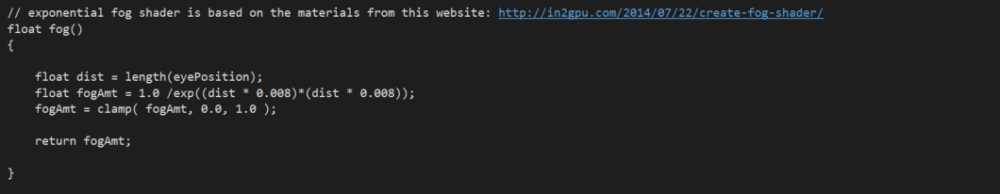 // exponential fog shader is based on the materials from this website: http://in2gpu.com/2014/07/22/create-fog-shader/
float fog()
{
float dist = length(eyePosition);
float fogAmt = 1.0 /exp((dist * 0.008)*(dist * 0.008));
fogAmt = clamp( fogAmt, 0.0, 1.0 );
return fogAmt;
}